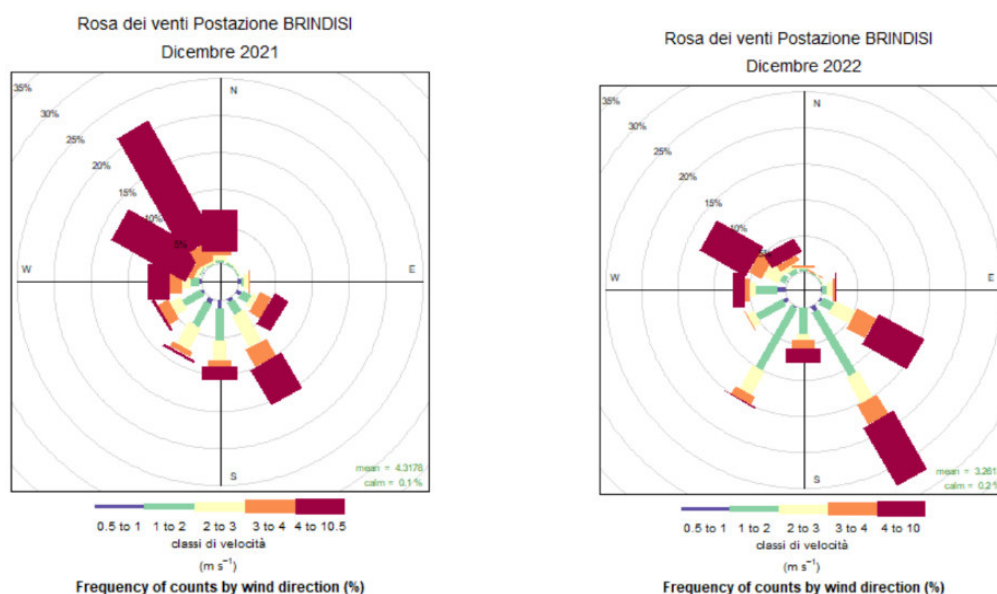 Rosa dei venti Postazione BRINDISI
Dicembre 2021
35%
30%
25%
20%
15%
10%
5%
N
W
E
S
mean = 4.3178
calm = 0.1%
0.5 to 1
1 to 2
2 to 3
3 to 4
4 to 10.5
classi di velocità
(m s⁻¹)
Frequency of counts by wind direction (%)
Rosa dei venti Postazione BRINDISI
Dicembre 2022
35%
30%
25%
20%
15%
10%
5%
N
W
E
S
mean = 3.261
calm = 0.2%
0.5 to 1
1 to 2
2 to 3
3 to 4
4 to 10
classi di velocità
(m s⁻¹)
Frequency of counts by wind direction (%)